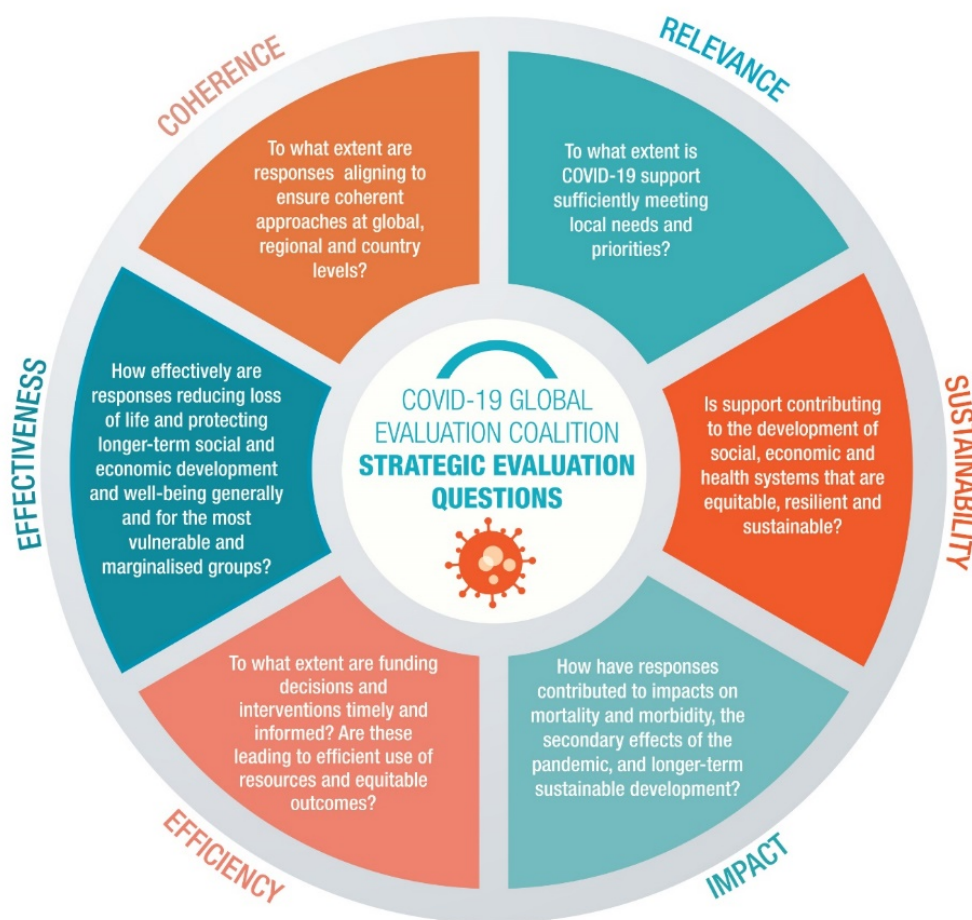 COHERENCE
To what extent are
responses aligning to
ensure coherent
approaches at global,
regional and country
levels?
RELEVANCE
To what extent is
COVID-19 support
sufficiently meeting
local needs and
priorities?
EFFECTIVENESS
How effectively are
responses reducing loss
of life and protecting
longer-term social and
economic development
and well-being generally
and for the most
vulnerable and
marginalised groups?
COVID-19 GLOBAL
EVALUATION COALITION
STRATEGIC EVALUATION
QUESTIONS
SUSTAINABILITY
Is support contributing
to the development of
social, economic and
health systems that are
equitable, resilient and
sustainable?
EFFICIENCY
To what extent are funding
decisions and
interventions timely and
informed? Are these
leading to efficient use of
resources and equitable
outcomes?
IMPACT
How have responses
contributed to impacts on
mortality and morbidity, the
secondary effects of the
pandemic, and longer-term
sustainable development?